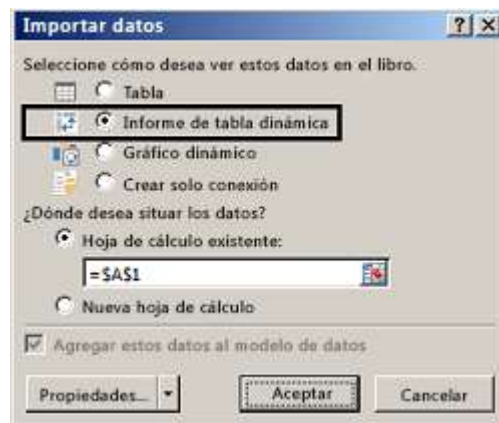 Importar datos
Seleccione cómo desea ver estos datos en el libro.
Tabla
Informe de tabla dinámica
Gráfico dinámico
Crear solo conexión
¿Dónde desea situar los datos?
Hoja de cálculo existente:
=$A$1
Nueva hoja de cálculo
Agregar estos datos al modelo de datos
Propiedades... Aceptar Cancelar